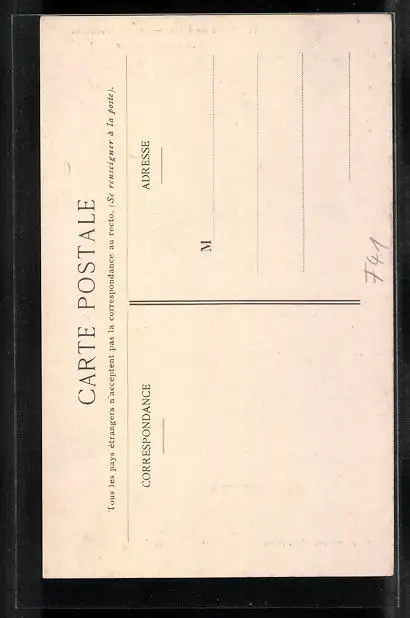 CARTE POSTALE
Tous les pays étrangers n'acceptent pas la correspondance au recto. (Se renseigner à la poste).
CORRESPONDANCE
ADRESSE
M
741